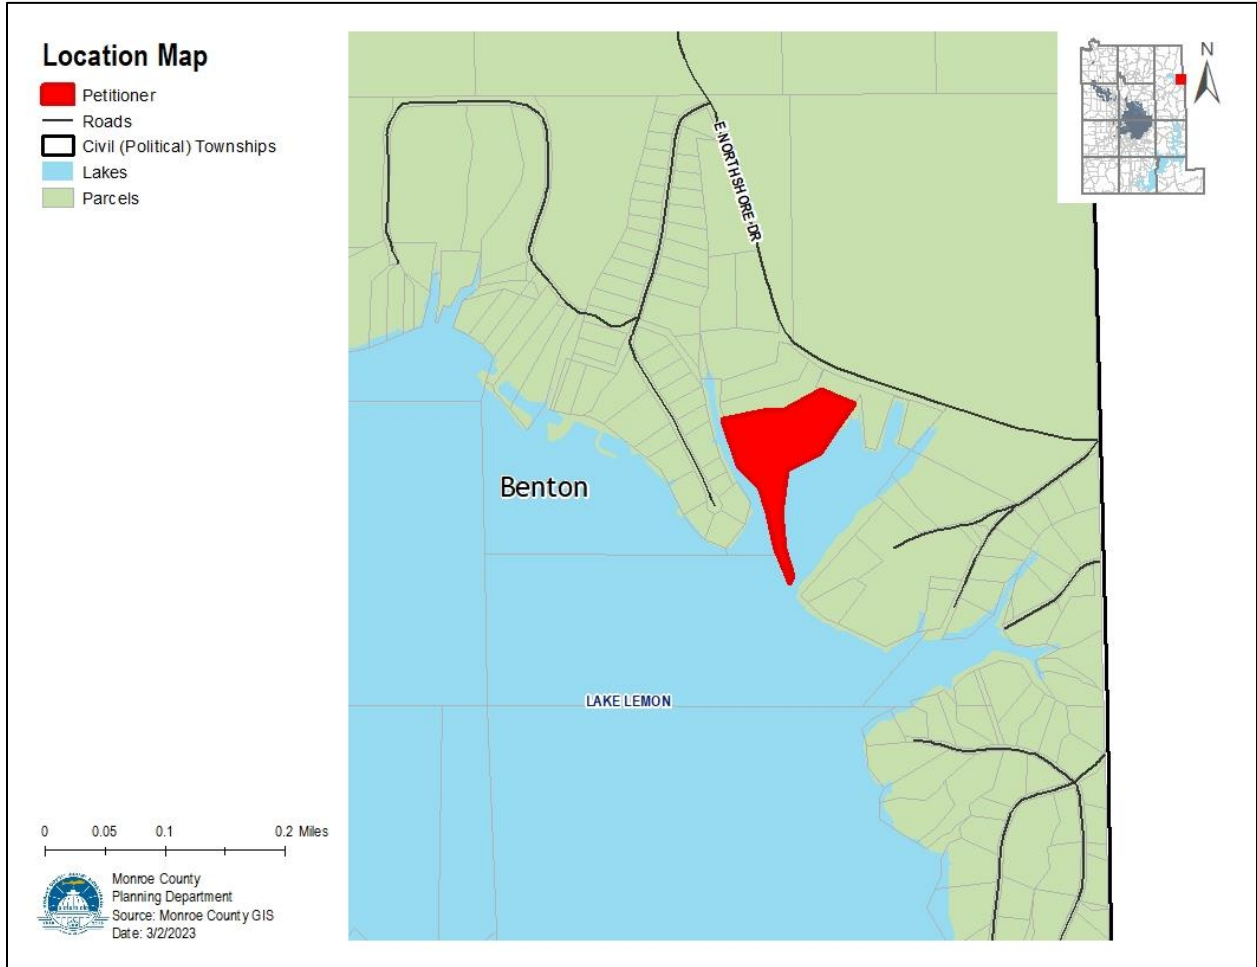 Location Map
Petitioner
Roads
Civil (Political) Townships
Lakes
Parcels
N
E NORTHSHORE DR
Benton
LAKE LEMON
0 0.05 0.1 0.2 Miles
Monroe County
Planning Department
Source: Monroe County GIS
Date: 3/2/2023